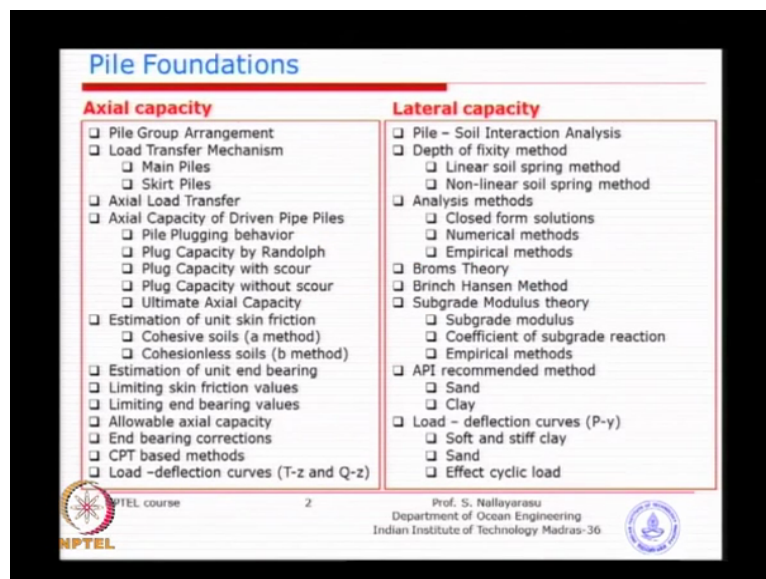 Pile Foundations
Axial capacity
Pile Group Arrangement
Load Transfer Mechanism
Main Piles
Skirt Piles
Axial Load Transfer
Axial Capacity of Driven Pipe Piles
Pile Plugging behavior
Plug Capacity by Randolph
Plug Capacity with scour
Plug Capacity without scour
Ultimate Axial Capacity
Estimation of unit skin friction
Cohesive soils (a method)
Cohesionless soils (b method)
Estimation of unit end bearing
Limiting skin friction values
Limiting end bearing values
Allowable axial capacity
End bearing corrections
CPT based methods
Load –deflection curves (T-z and Q-z)
Lateral capacity
Pile – Soil Interaction Analysis
Depth of fixity method
Linear soil spring method
Non-linear soil spring method
Analysis methods
Closed form solutions
Numerical methods
Empirical methods
Broms Theory
Brinch Hansen Method
Subgrade Modulus theory
Subgrade modulus
Coefficient of subgrade reaction
Empirical methods
API recommended method
Sand
Clay
Load – deflection curves (P-y)
Soft and stiff clay
Sand
Effect cyclic load
NPTEL course
2
Prof. S. Nallayarasu
Department of Ocean Engineering
Indian Institute of Technology Madras-36
NPTEL